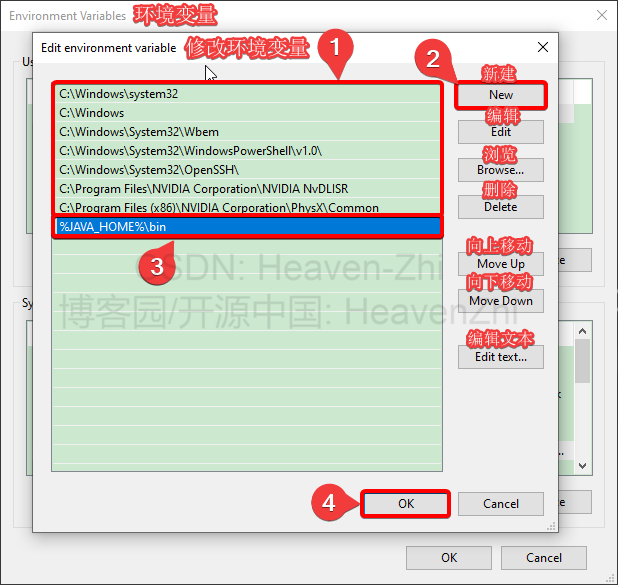 Environment Variables 环境变量
Edit environment variable 修改环境变量
1
2
新建
C:\Windows\system32
New
C:\Windows
编辑
C:\Windows\System32\Wbem
Edit
C:\Windows\System32\WindowsPowerShell\v1.0\
浏览
C:\Windows\System32\OpenSSH\
Browse...
C:\Program Files\NVIDIA Corporation\NVIDIA NvDLISR
删除
C:\Program Files (x86)\NVIDIA Corporation\PhysX\Common
Delete
%JAVA_HOME%\bin
3
向上移动
Move Up
CSDN: Heaven-Zhi
向下移动
Move Down
博客园/开源中国: HeavenZhi
编辑文本
Edit text...
4
OK
Cancel
OK
Cancel